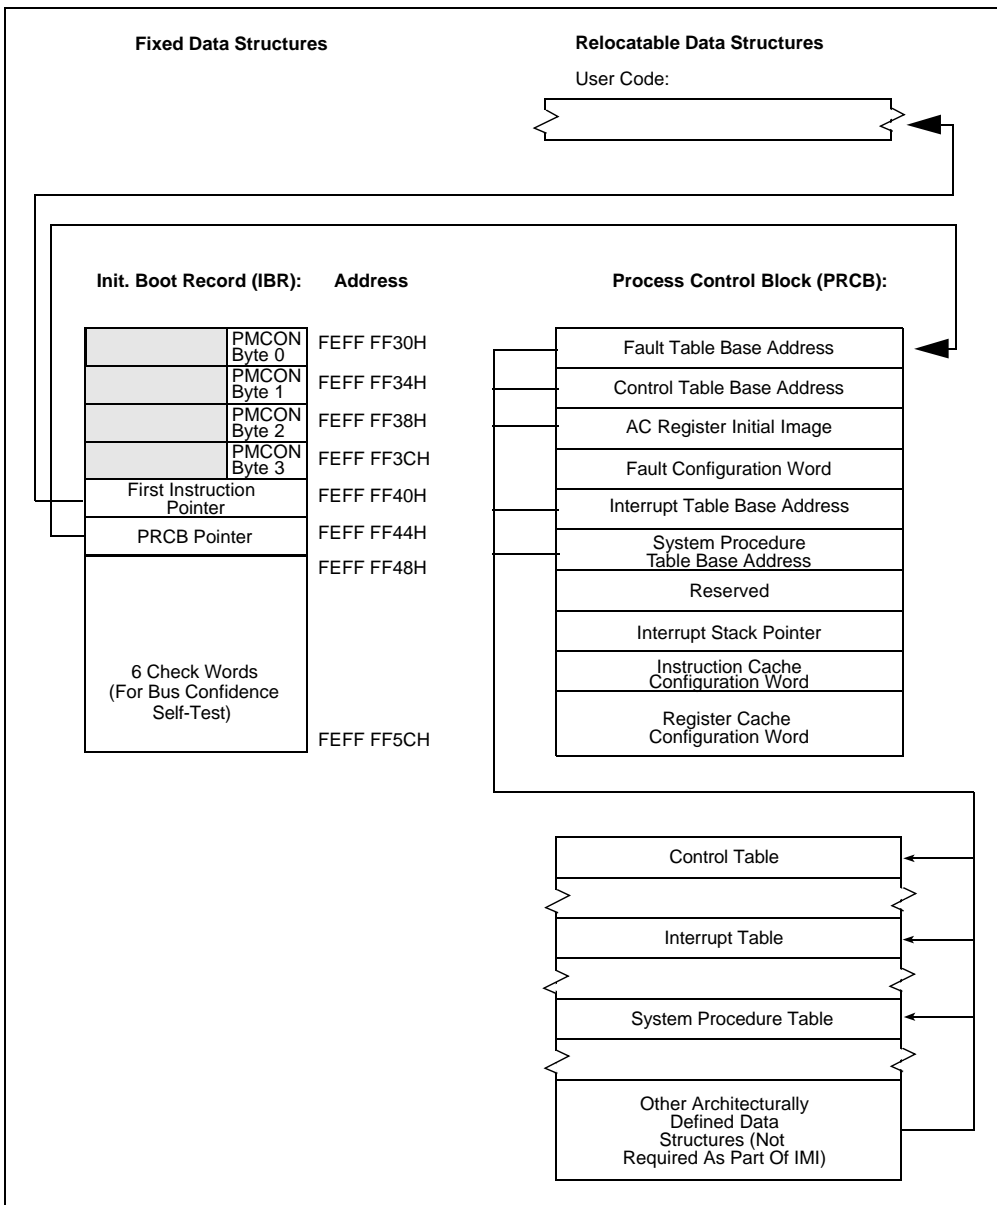 Fixed Data Structures
Relocatable Data Structures
User Code:
Init. Boot Record (IBR):
Address
Process Control Block (PRCB):
PMCON
Byte 0
FEFF FF30H
PMCON
Byte 1
FEFF FF34H
PMCON
Byte 2
FEFF FF38H
PMCON
Byte 3
FEFF FF3CH
First Instruction
Pointer
FEFF FF40H
PRCB Pointer
FEFF FF44H
FEFF FF48H
6 Check Words
(For Bus Confidence
Self-Test)
FEFF FF5CH
Fault Table Base Address
Control Table Base Address
AC Register Initial Image
Fault Configuration Word
Interrupt Table Base Address
System Procedure
Table Base Address
Reserved
Interrupt Stack Pointer
Instruction Cache
Configuration Word
Register Cache
Configuration Word
Control Table
Interrupt Table
System Procedure Table
Other Architecturally
Defined Data
Structures (Not
Required As Part Of IMI)